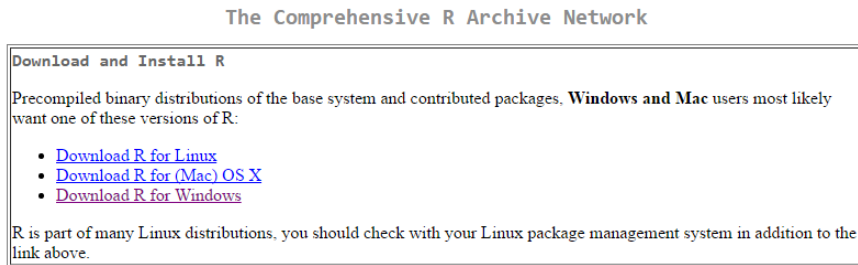 The Comprehensive R Archive Network
Download and Install R
Precompiled binary distributions of the base system and contributed packages, Windows and Mac users most likely
want one of these versions of R:
Download R for Linux
Download R for (Mac) OS X
Download R for Windows
R is part of many Linux distributions, you should check with your Linux package management system in addition to the
link above.